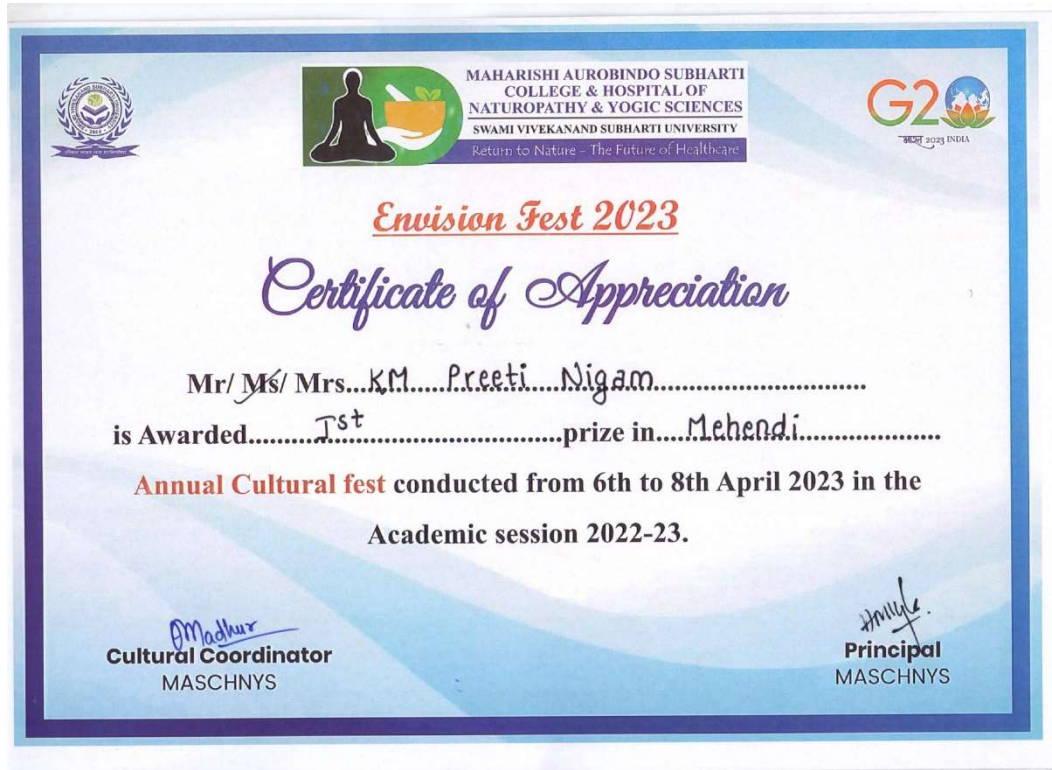 MAHARISHI AUROBINDO SUBHARTI
COLLEGE & HOSPITAL OF
NATUROPATHY & YOGIC SCIENCES
SWAMI VIVEKANAND SUBHARTI UNIVERSITY
Return to Nature – The Future of Healthcare
G20
भारत 2023 INDIA
Envision Fest 2023
Certificate of Appreciation
Mr/ Ms/ Mrs...KM.....Preeti....Nigam..............................
is Awarded..........Ist...................................prize in.....Mehendi....................
Annual Cultural fest conducted from 6th to 8th April 2023 in the
Academic session 2022-23.
Madhur
Cultural Coordinator
MASCHNYS
Principal
MASCHNYS